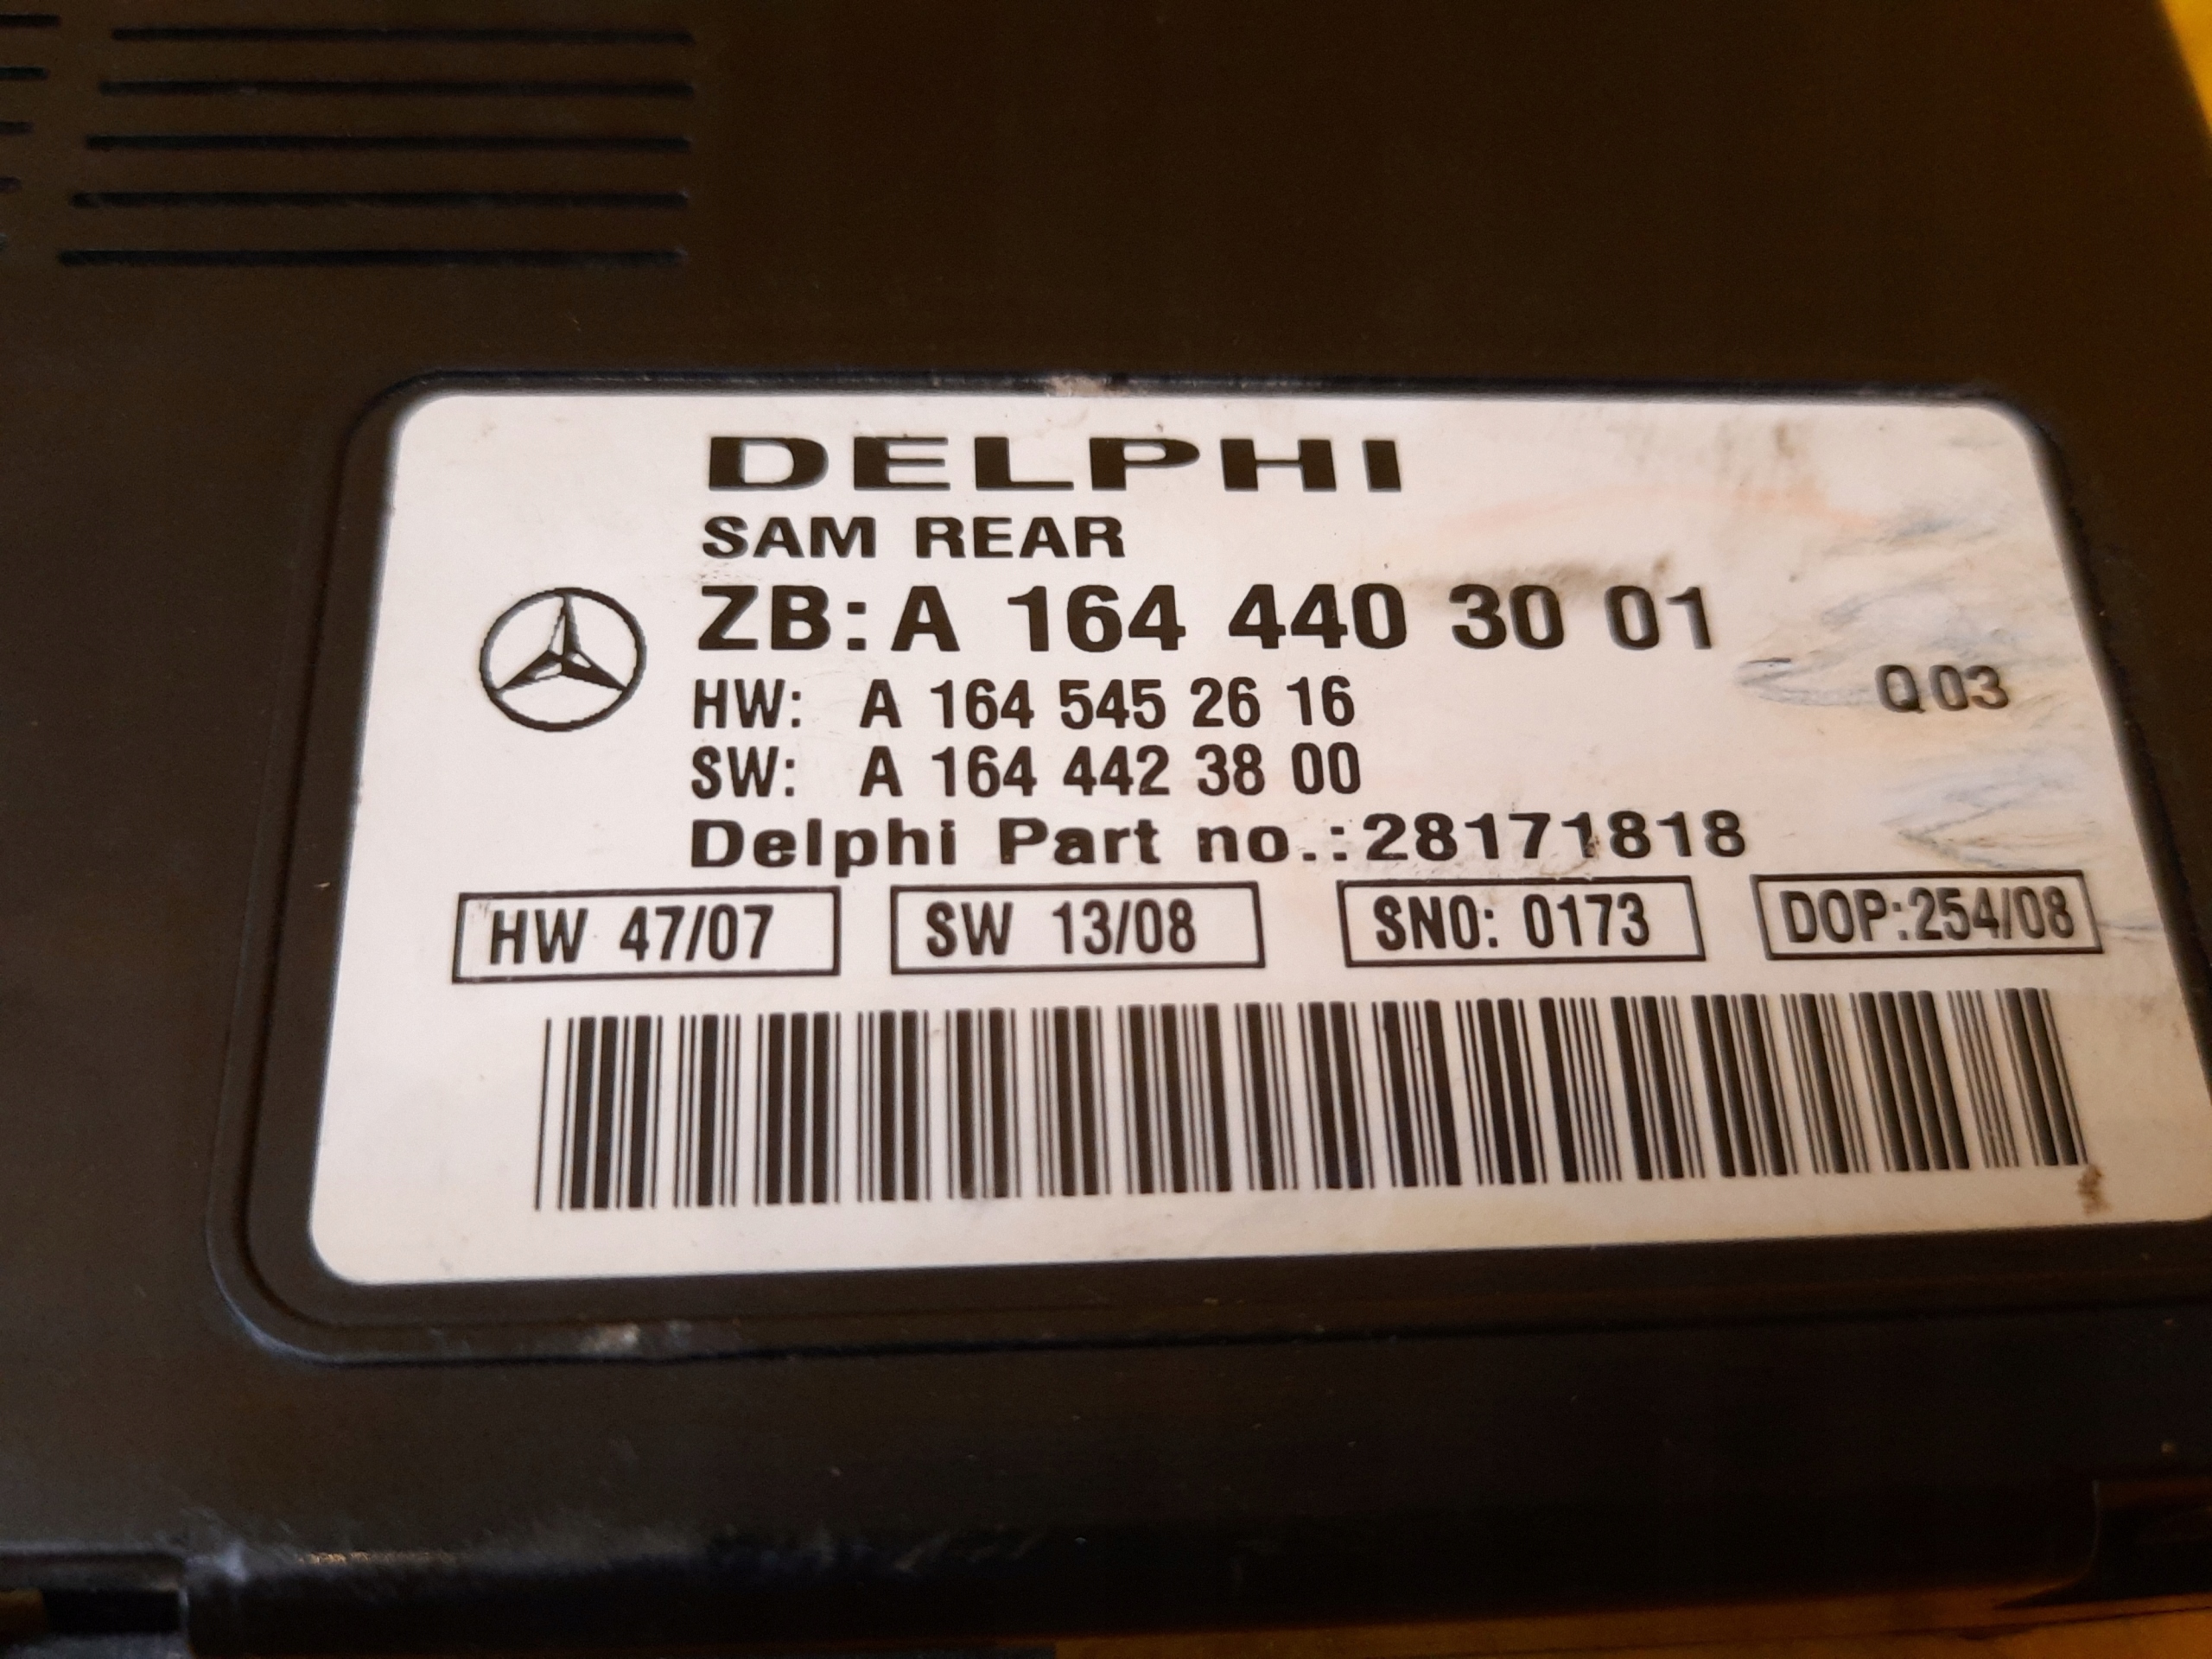 DELPHI
SAM REAR
ZB: A 164 440 30 01
HW: A 164 545 26 16
Q03
SW: A 164 442 38 00
Delphi Part no.:28171818
HW 47/07
SW 13/08
SNO: 0173
DOP:254/08